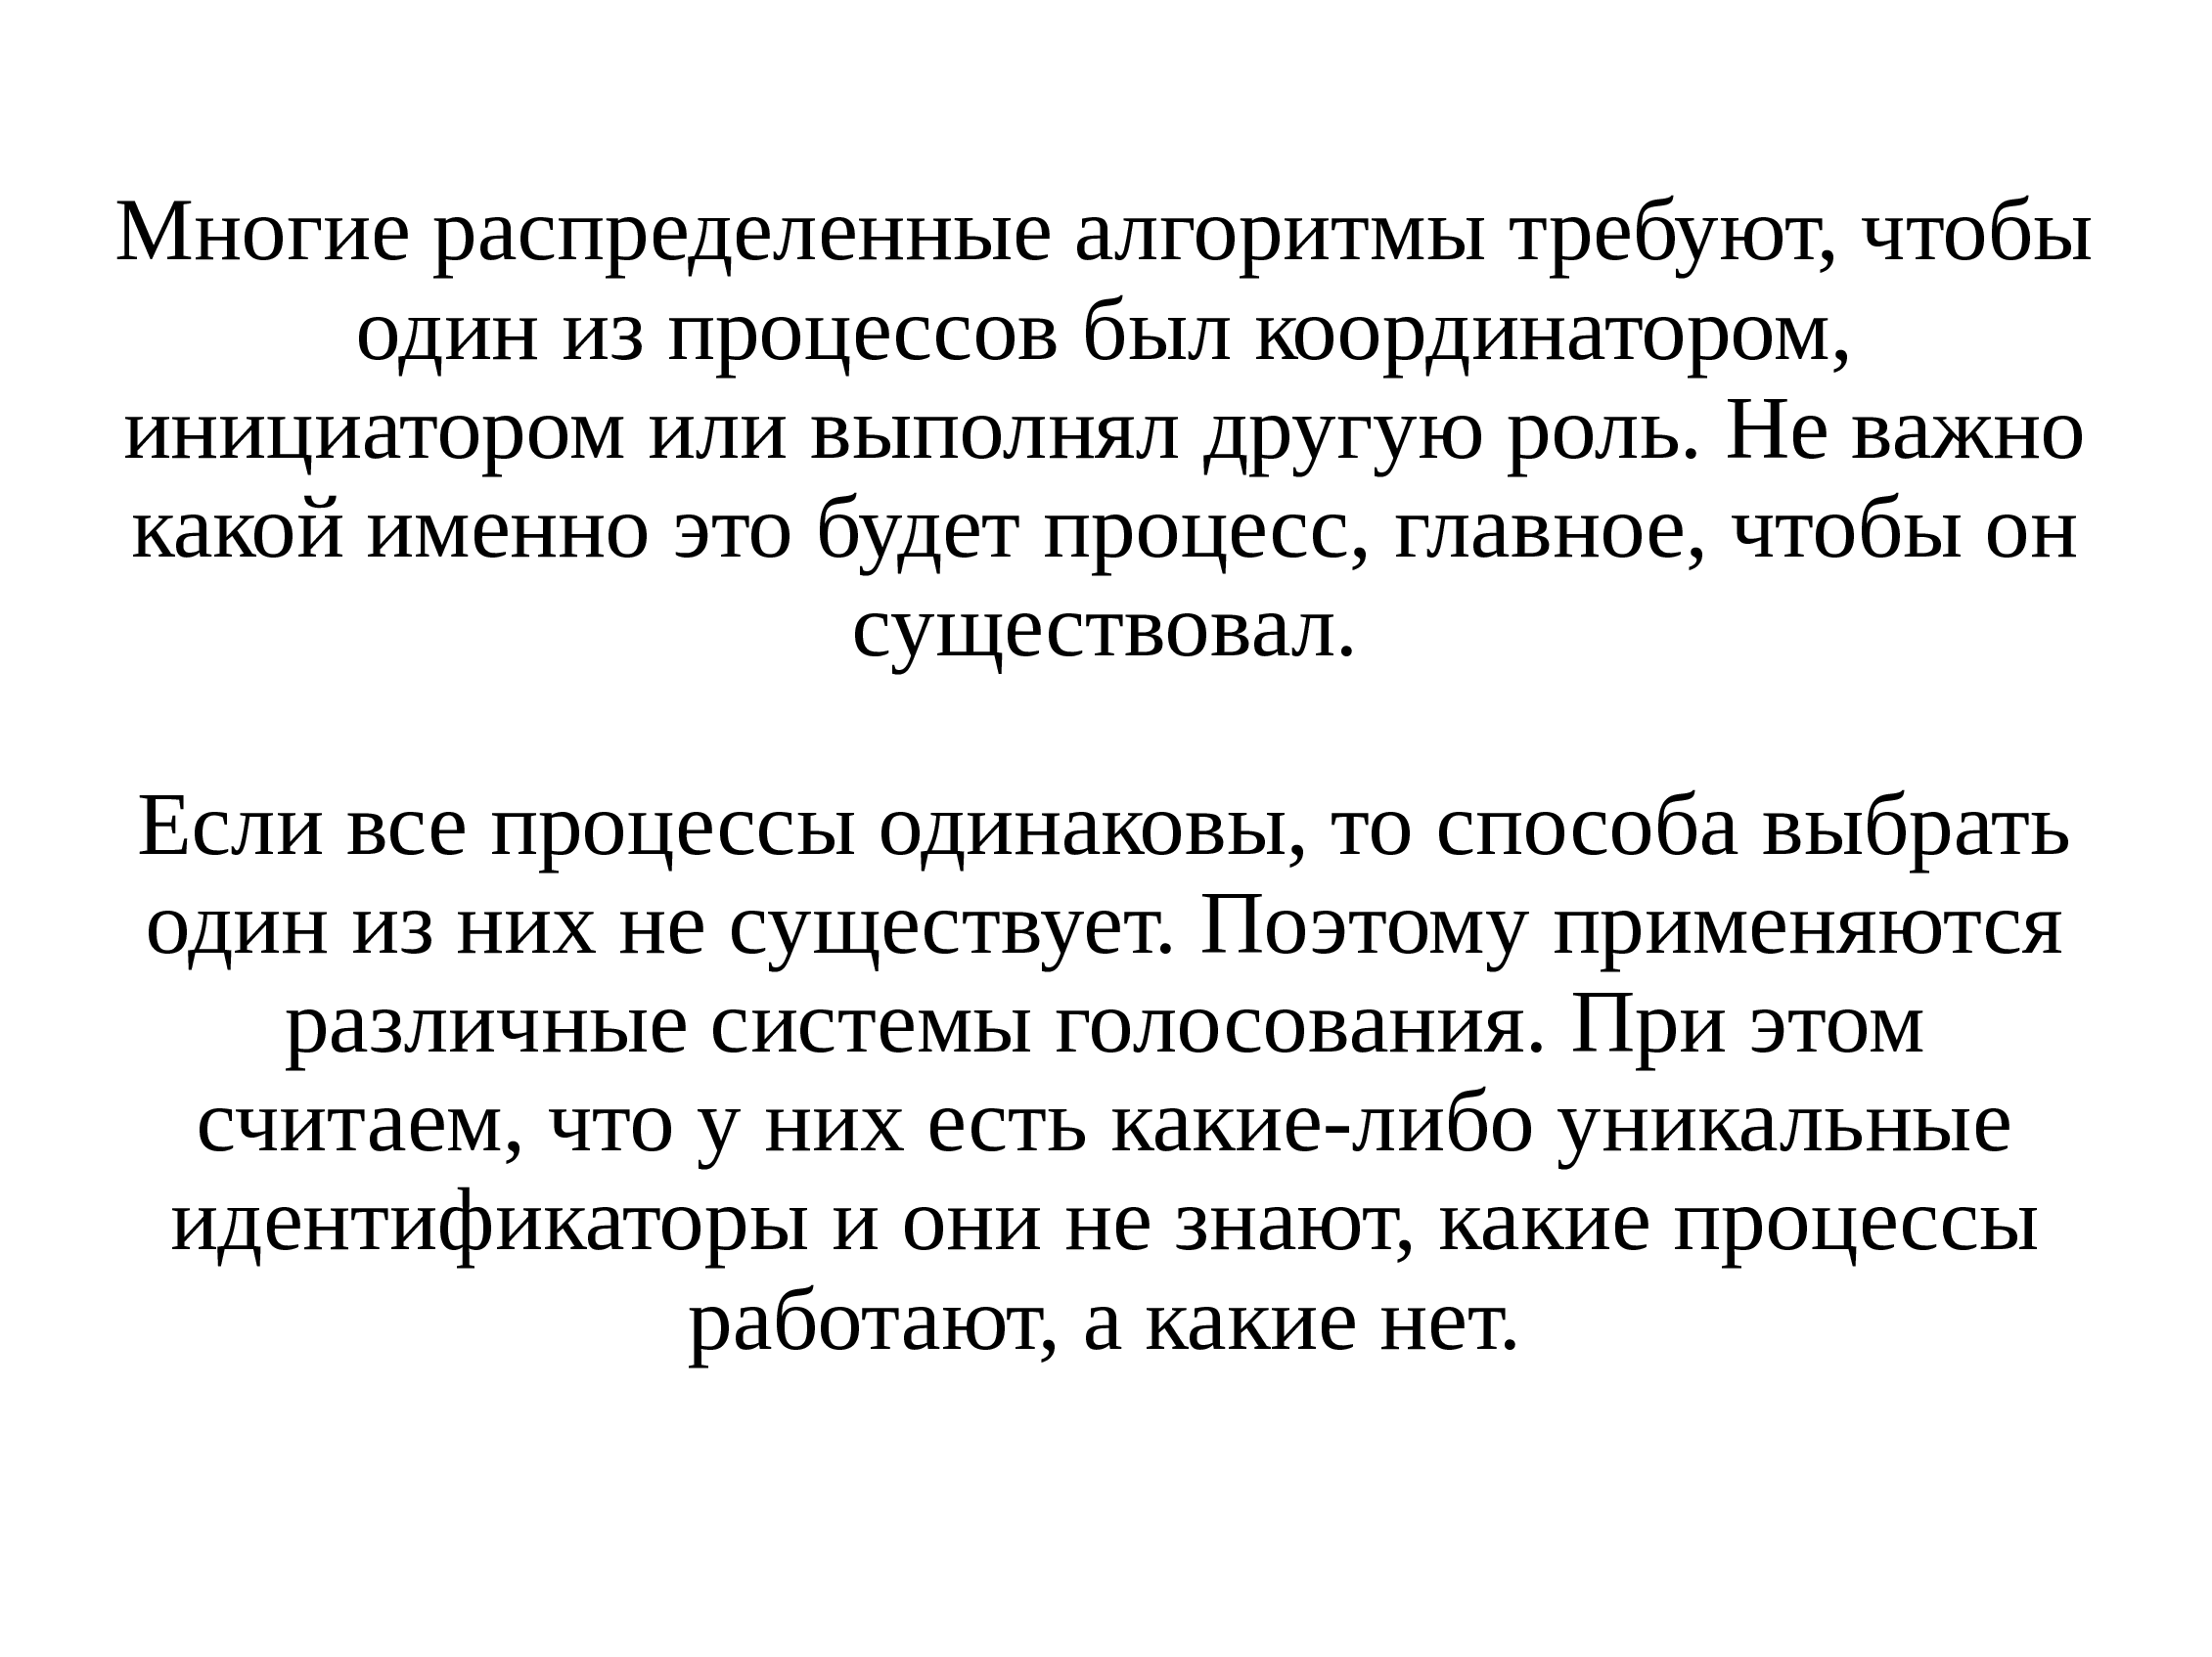 Многие распределенные алгоритмы требуют, чтобы
один из процессов был координатором,
инициатором или выполнял другую роль. Не важно
какой именно это будет процесс, главное, чтобы он
существовал.
Если все процессы одинаковы, то способа выбрать
один из них не существует. Поэтому применяются
различные системы голосования. При этом
считаем, что у них есть какие-либо уникальные
идентификаторы и они не знают, какие процессы
работают, а какие нет.